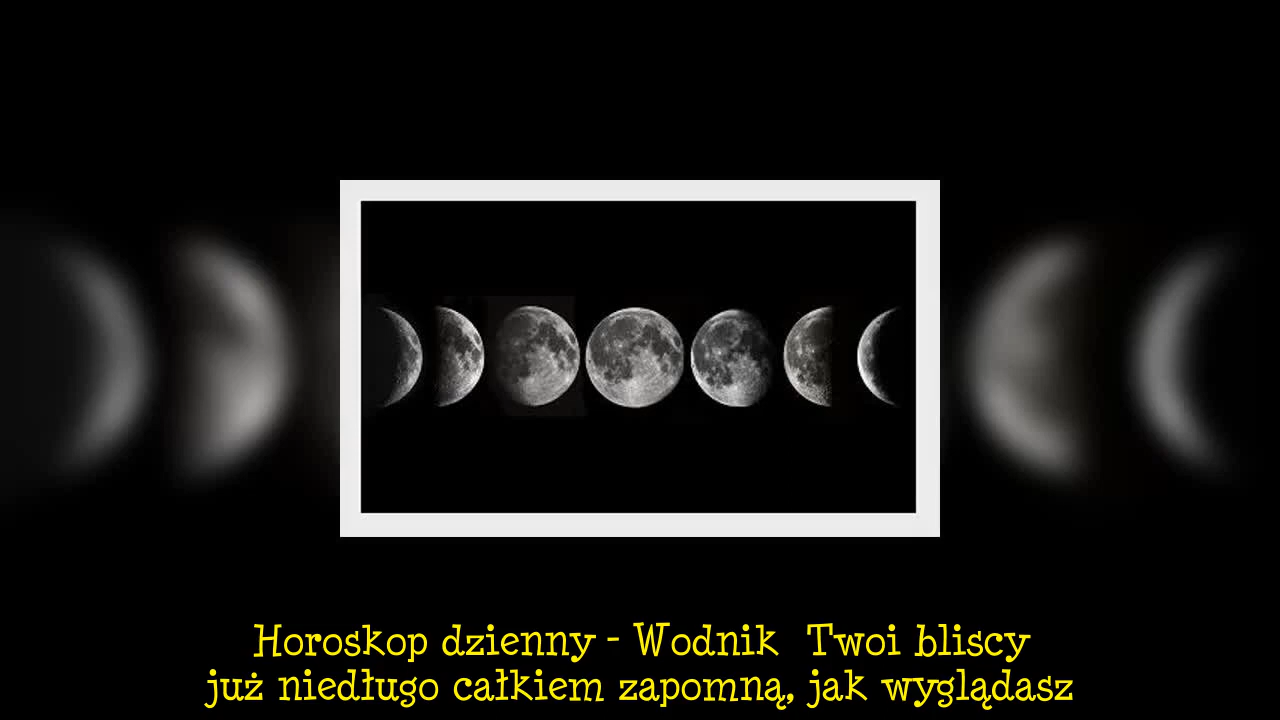 Horoskop dzienny - Wodnik Twoi bliscy
już niedługo całkiem zapomną, jak wyglądasz